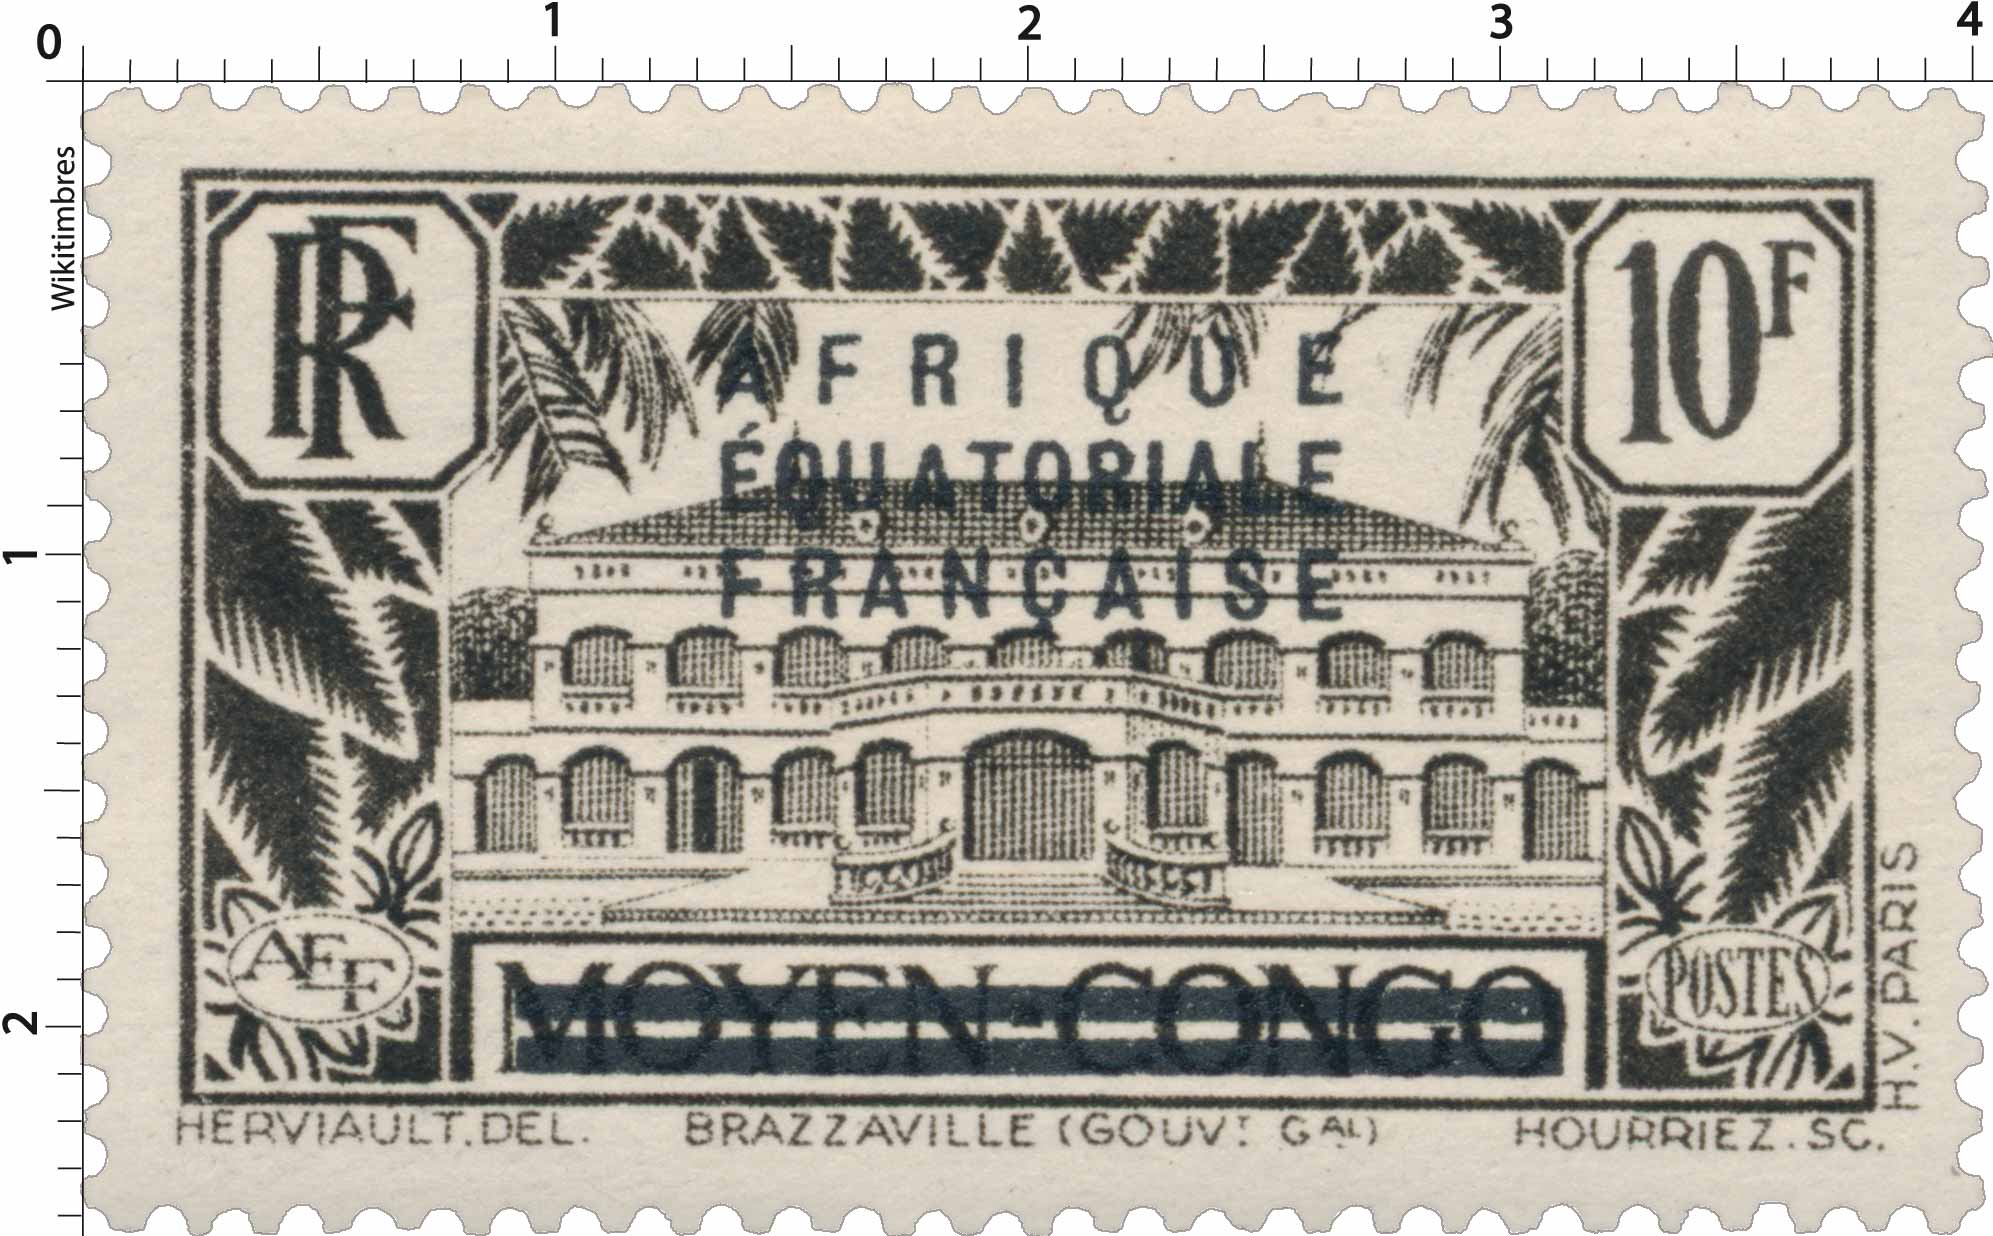 0 1 2 3 4
Wikitimbres
RF
10F
AFRIQUE
ÉQUATORIALE
FRANÇAISE
1
2
AEF
MOYEN-CONGO
POSTES
H.V.PARIS
HERVIAULT.DEL. BRAZZAVILLE (GOUVT GAL) HOURRIEZ.SC.